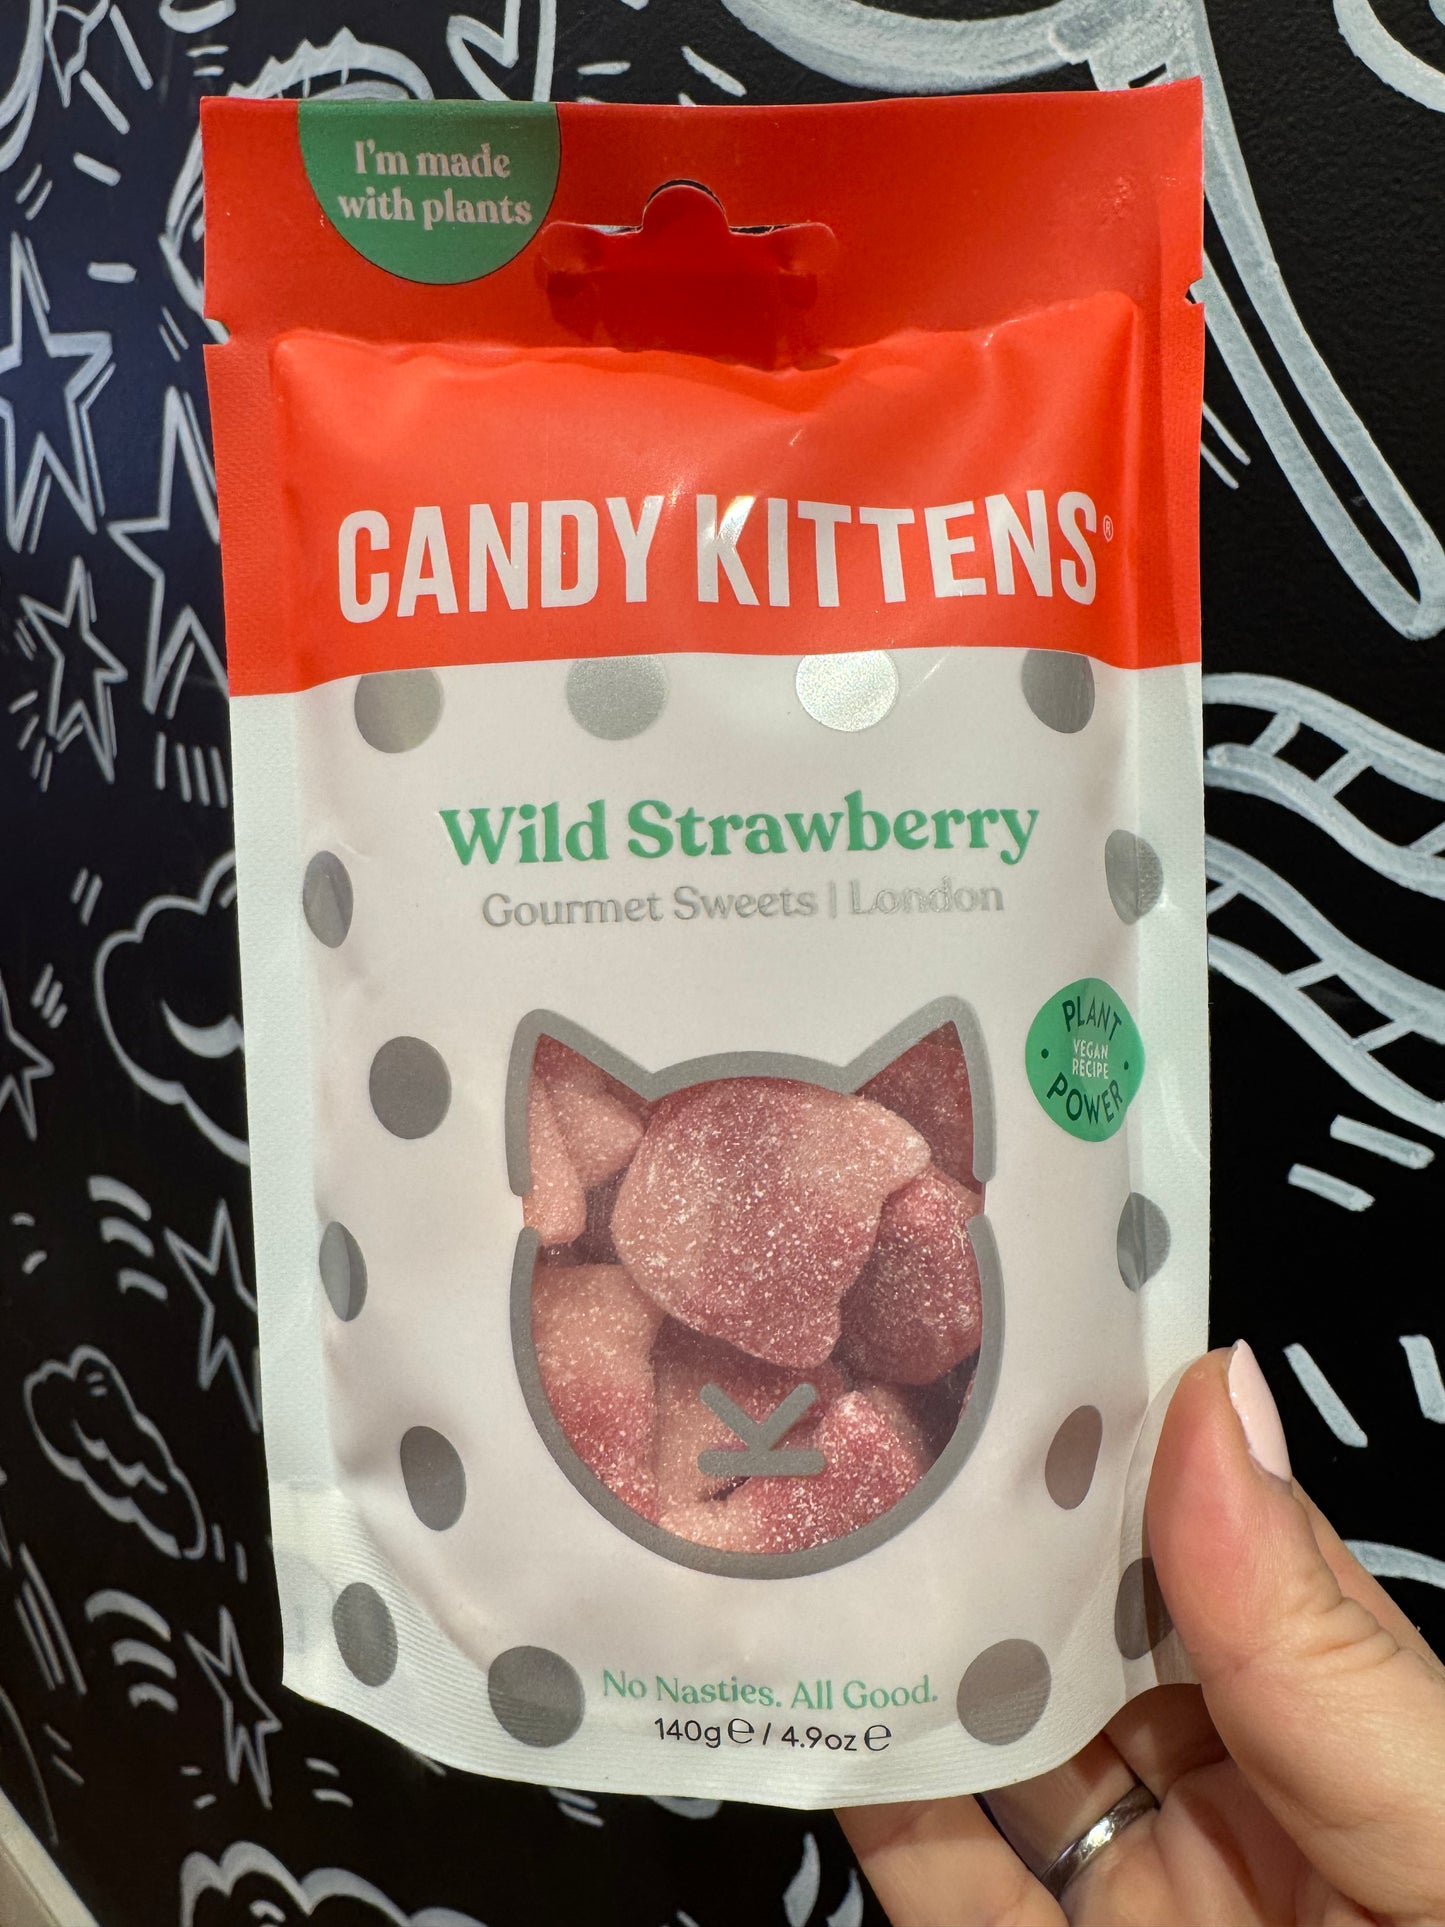 I'm made
with plants
CANDY KITTENS®
Wild Strawberry
Gourmet Sweets | London
PLANT
VEGAN
RECIPE
POWER
K
No Nasties. All Good.
140g℮ / 4.9oz℮